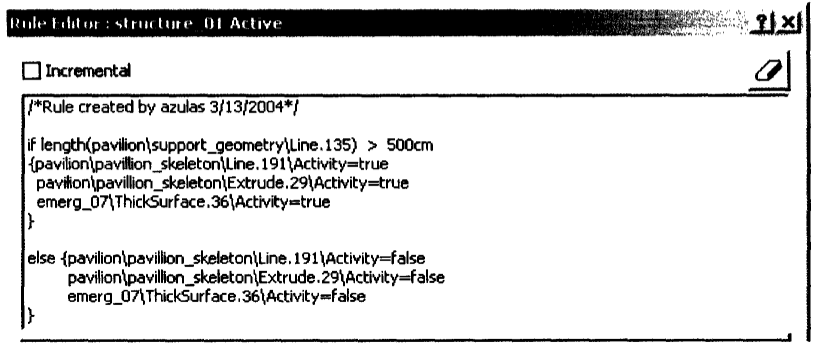 Rule Editor : structure_01 Active
Incremental
/*Rule created by azulas 3/13/2004*/
if length(pavilion\support_geometry\Line.135) > 500cm
{pavilion\pavillion_skeleton\Line.191\Activity=true
pavilion\pavillion_skeleton\Extrude.29\Activity=true
emerg_07\ThickSurface.36\Activity=true
}
else {pavilion\pavillion_skeleton\Line.191\Activity=false
pavilion\pavillion_skeleton\Extrude.29\Activity=false
emerg_07\ThickSurface.36\Activity=false
}